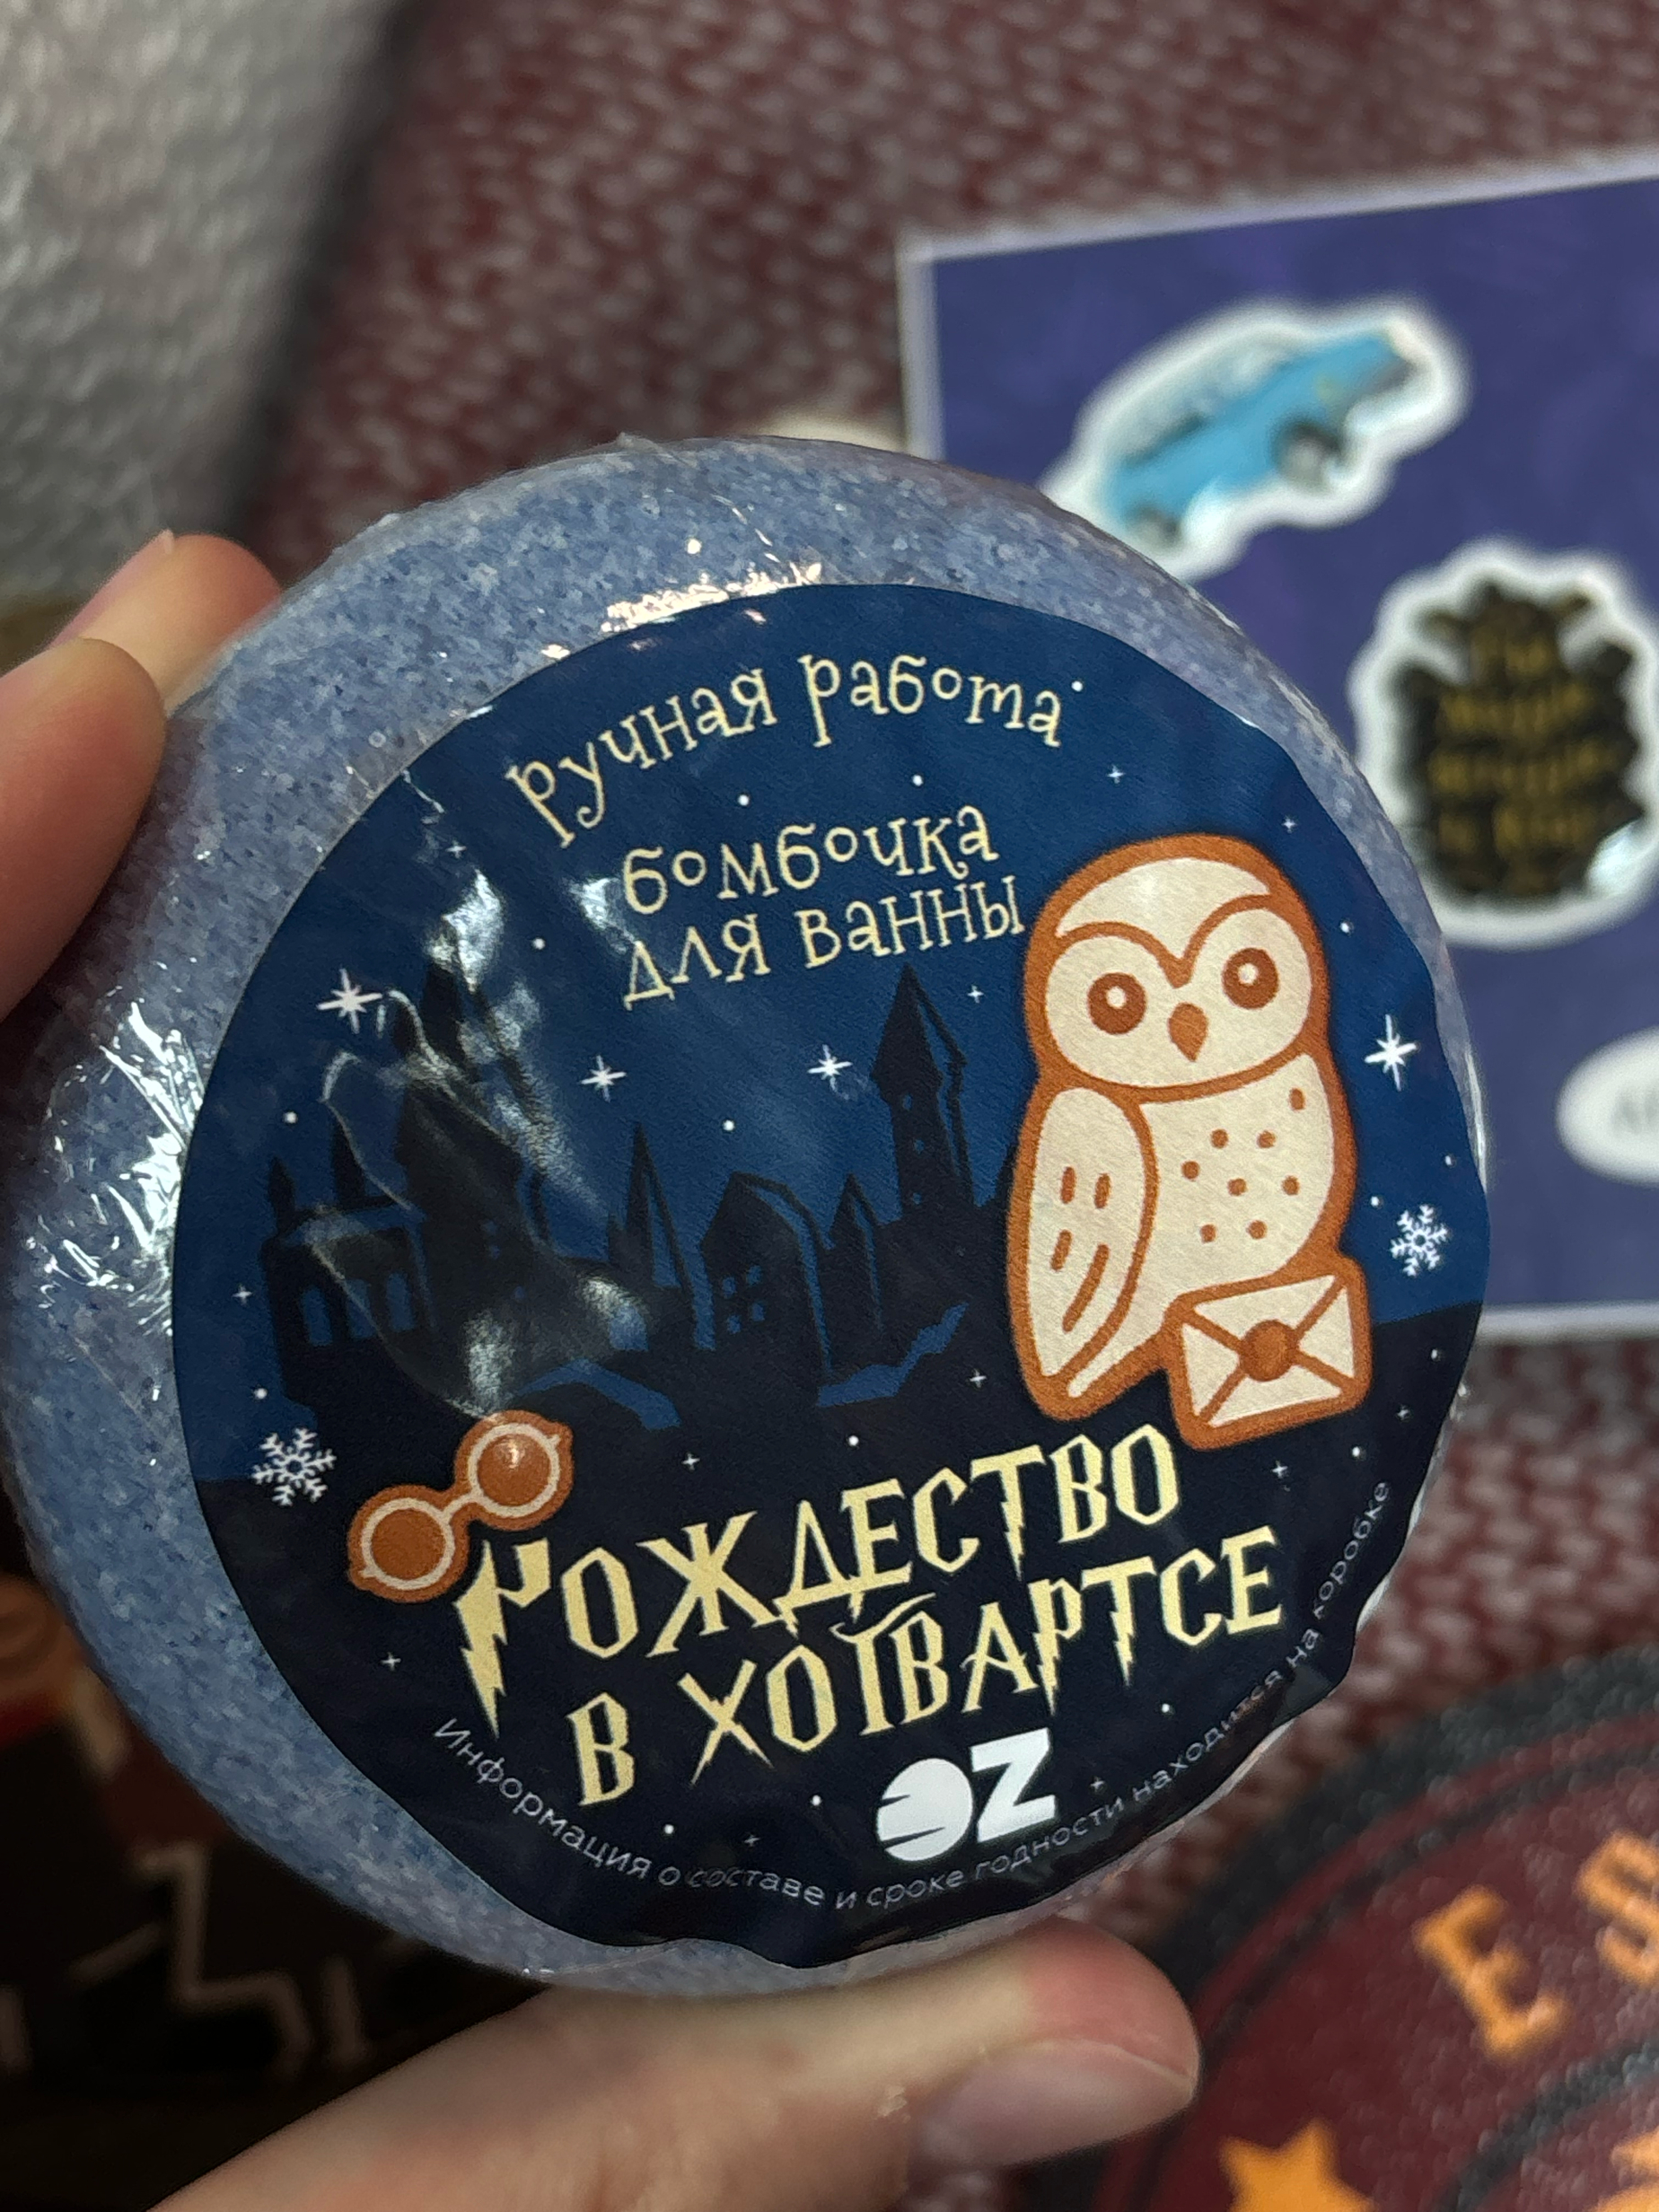 ручная работа
бомбочка
для ванны
РОЖДЕСТВО
В ХОГВАРТСЕ
OZ
Информация о составе и сроке годности находится на коробке
E